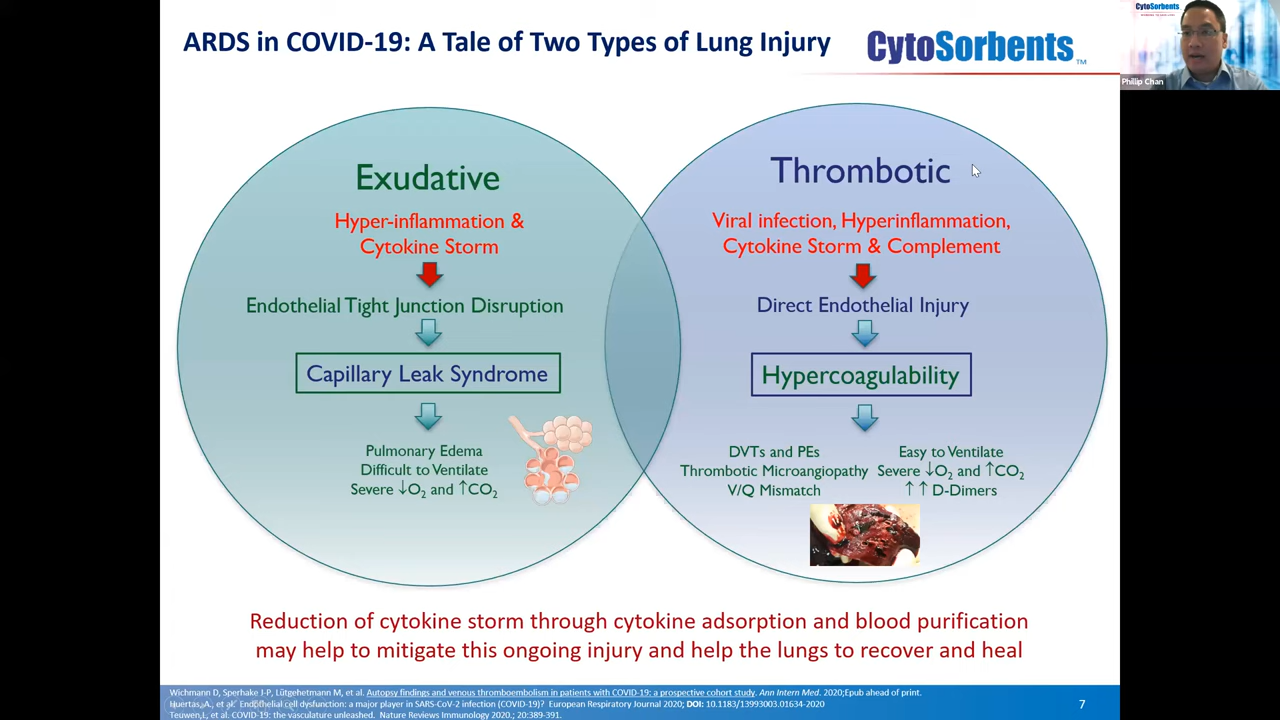 ARDS in COVID-19: A Tale of Two Types of Lung Injury
CytoSorbents™
CytoSorbents
Phillip Chan
Exudative
Hyper-inflammation &
Cytokine Storm
Endothelial Tight Junction Disruption
Capillary Leak Syndrome
Pulmonary Edema
Difficult to Ventilate
Severe ↓O₂ and ↑CO₂
Thrombotic
Viral infection, Hyperinflammation,
Cytokine Storm & Complement
Direct Endothelial Injury
Hypercoagulability
DVTs and PEs
Thrombotic Microangiopathy
V/Q Mismatch
Easy to Ventilate
Severe ↓O₂ and ↑CO₂
↑ ↑ D-Dimers
Reduction of cytokine storm through cytokine adsorption and blood purification
may help to mitigate this ongoing injury and help the lungs to recover and heal
Wichmann D, Sperhake J-P, Lütgehetmann M, et al. Autopsy findings and venous thromboembolism in patients with COVID-19: a prospective cohort study. Ann Intern Med. 2020;Epub ahead of print.
Huertas, A., et al. Endothelial cell dysfunction: a major player in SARS-CoV-2 infection (COVID-19)? European Respiratory Journal 2020; DOI: 10.1183/13993003.01634-2020
Teuwen, L, et al. COVID-19: the vasculature unleashed. Nature Reviews Immunology 2020.; 20:389-391.
7